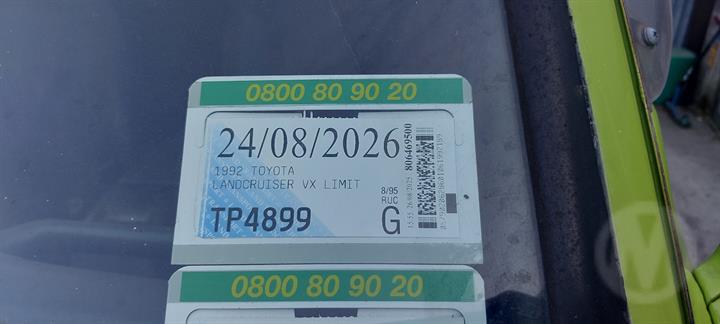 0800 80 90 20
24/08/2026
1992 TOYOTA
LANDCRUISER VX LIMIT
TP4899
8/95
RUC
G
806469500
0800 80 90 20
M